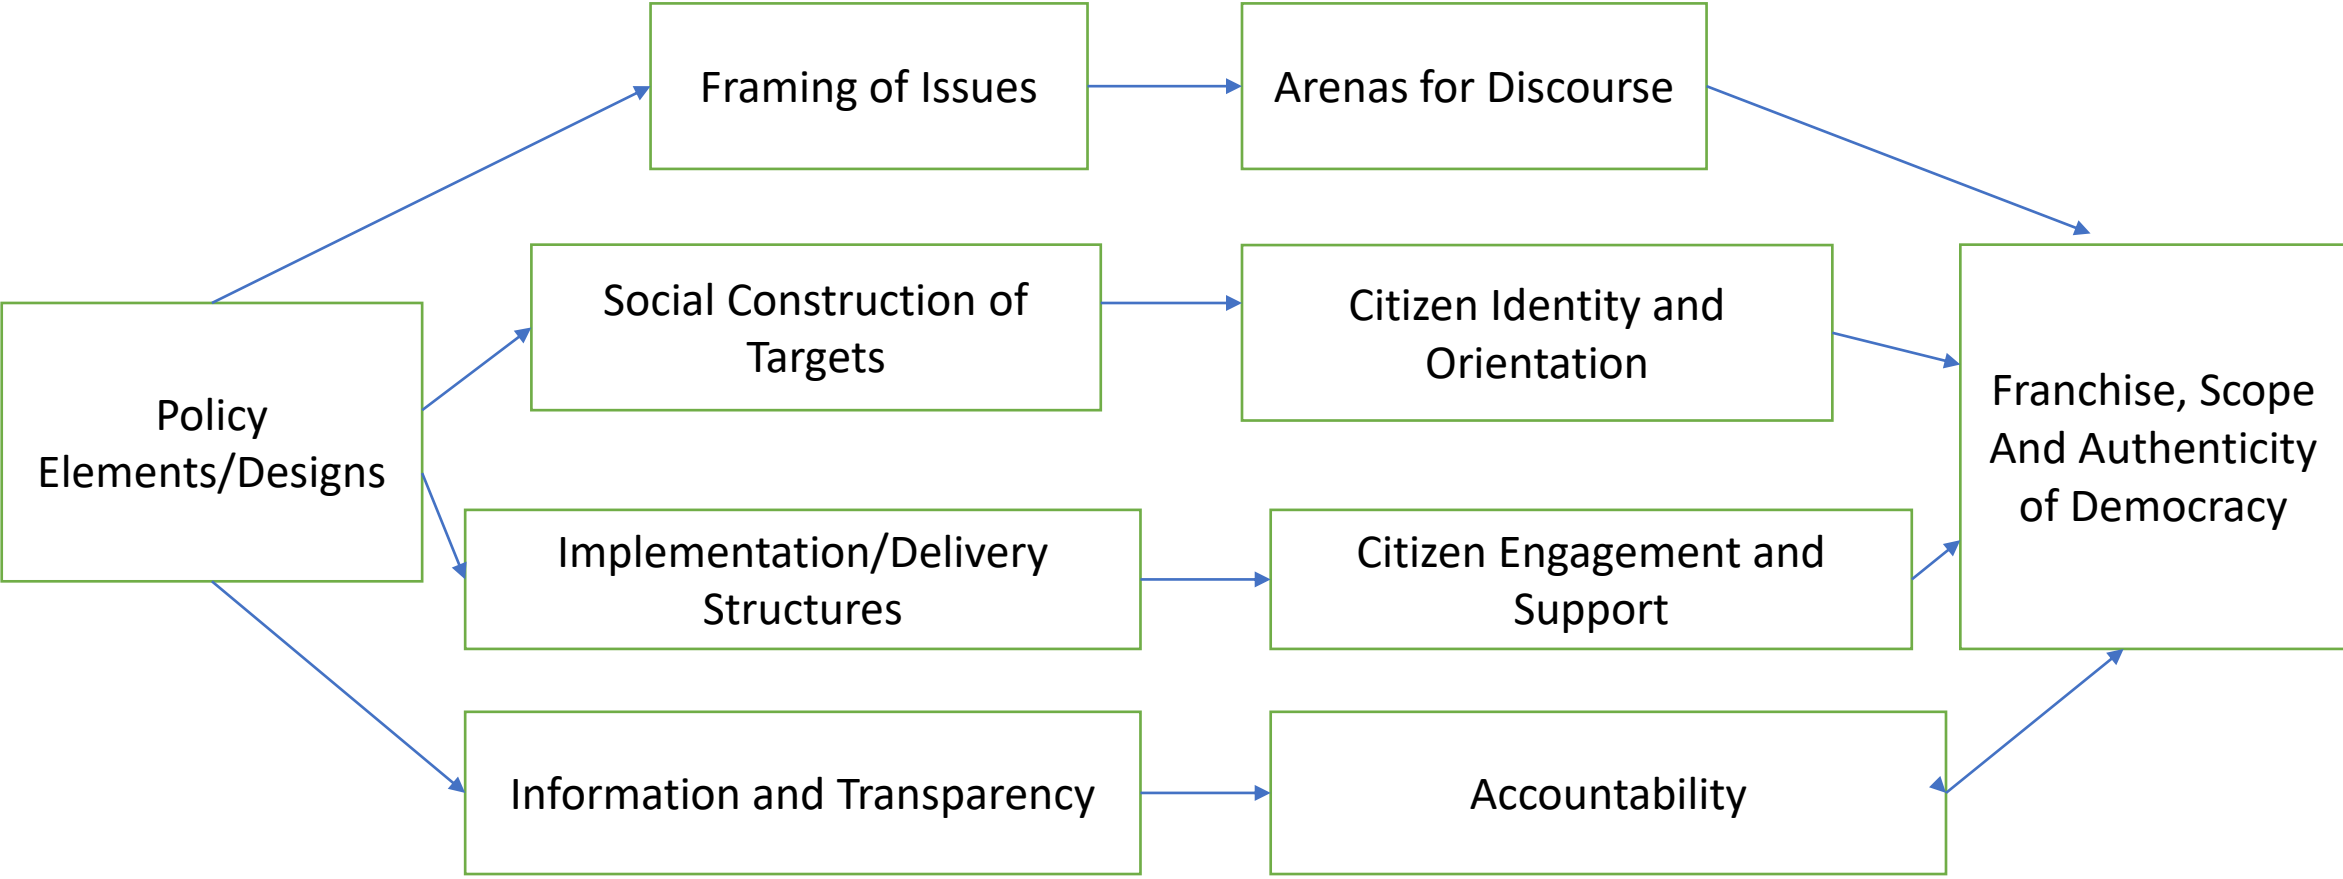 Framing of Issues
Arenas for Discourse
Social Construction of
Targets
Citizen Identity and
Orientation
Policy
Elements/Designs
Franchise, Scope
And Authenticity
of Democracy
Implementation/Delivery
Structures
Citizen Engagement and
Support
Information and Transparency
Accountability